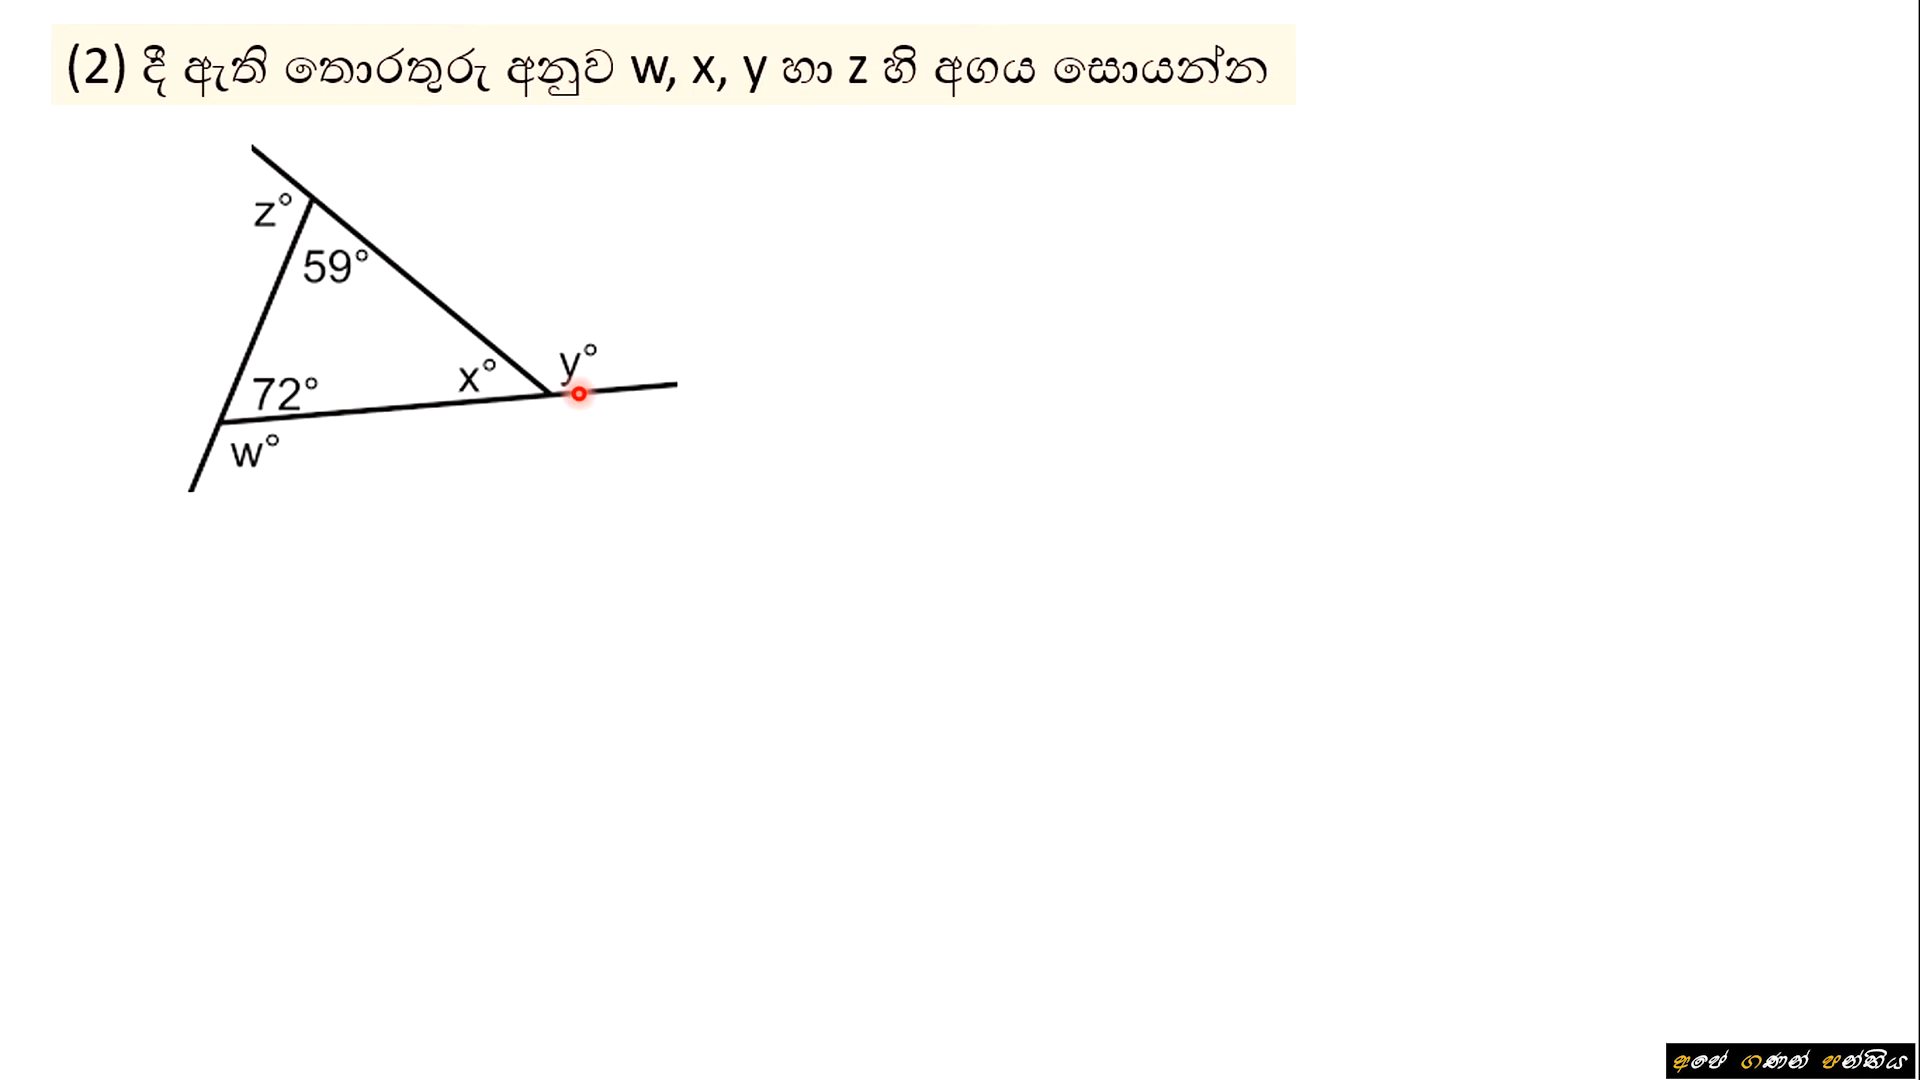 (2) දී ඇති තොරතුරු අනුව w, x, y හා z හි අගය සොයන්න
z°
59°
y°
x°
72°
w°
අපේ ගණන් පන්තිය